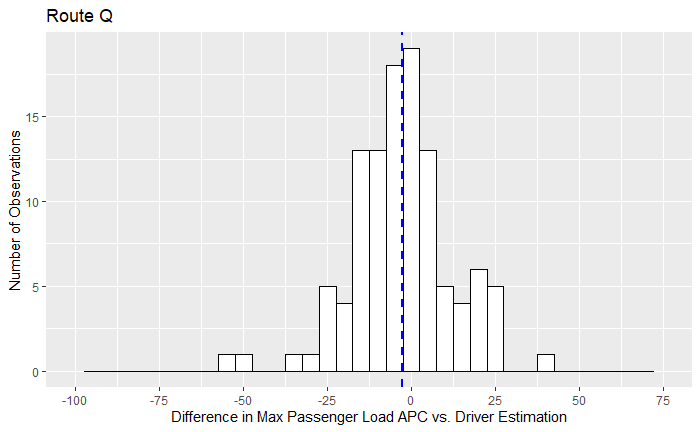 Route Q
Number of Observations
15
10
5
0
-100 -75 -50 -25 0 25 50 75
Difference in Max Passenger Load APC vs. Driver Estimation